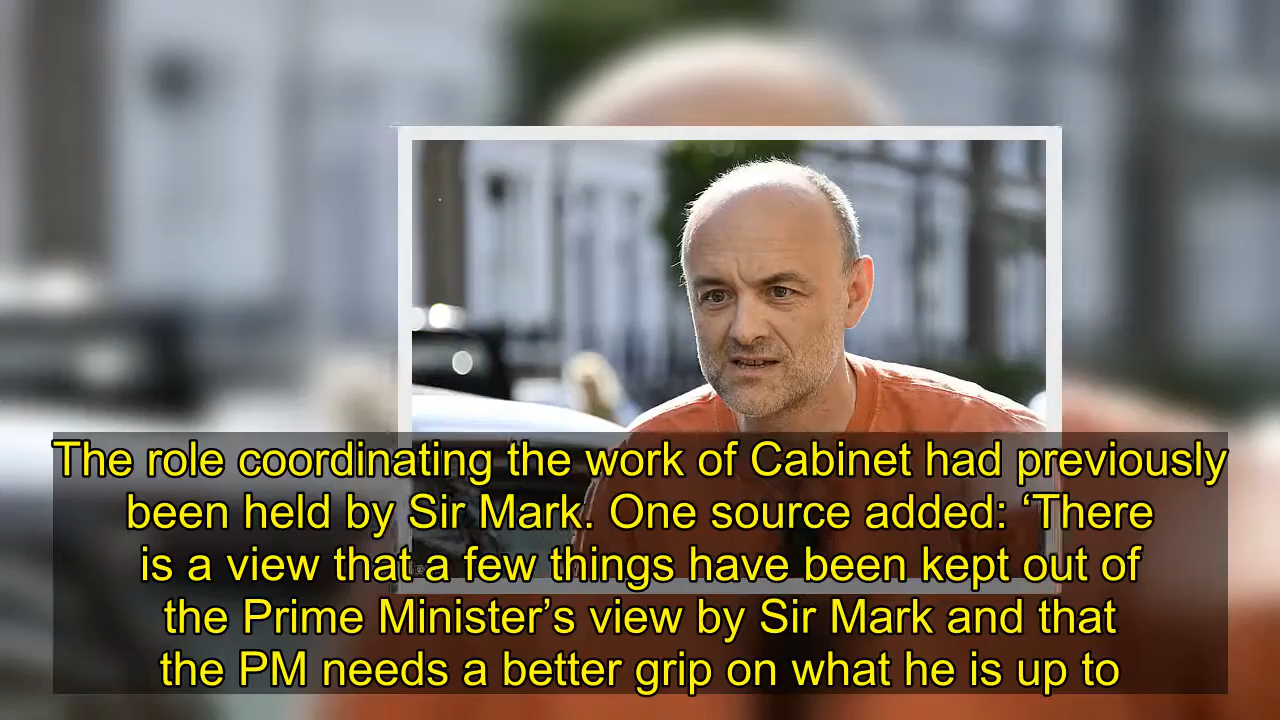 The role coordinating the work of Cabinet had previously
been held by Sir Mark. One source added: ‘There
is a view that a few things have been kept out of
the Prime Minister’s view by Sir Mark and that
the PM needs a better grip on what he is up to